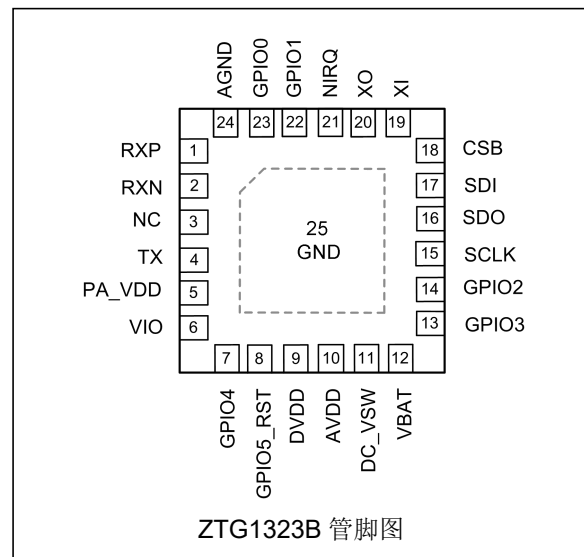 AGND
GPIO0
GPIO1
NIRQ
XO
XI
24
23
22
21
20
19
RXP 1
RXN 2
NC 3
TX 4
PA_VDD 5
VIO 6
25
GND
18 CSB
17 SDI
16 SDO
15 SCLK
14 GPIO2
13 GPIO3
7
8
9
10
11
12
GPIO4
GPIO5_RST
DVDD
AVDD
DC_VSW
VBAT
ZTG1323B 管脚图